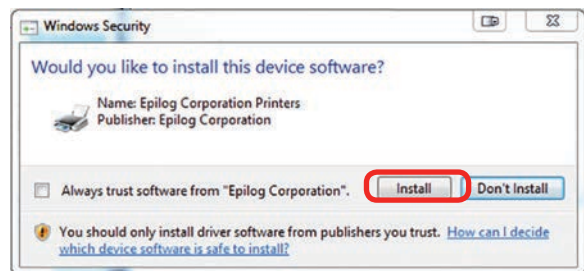 Windows Security
Would you like to install this device software?
Name: Epilog Corporation Printers
Publisher: Epilog Corporation
Always trust software from "Epilog Corporation".
Install
Don't Install
You should only install driver software from publishers you trust. How can I decide
which device software is safe to install?